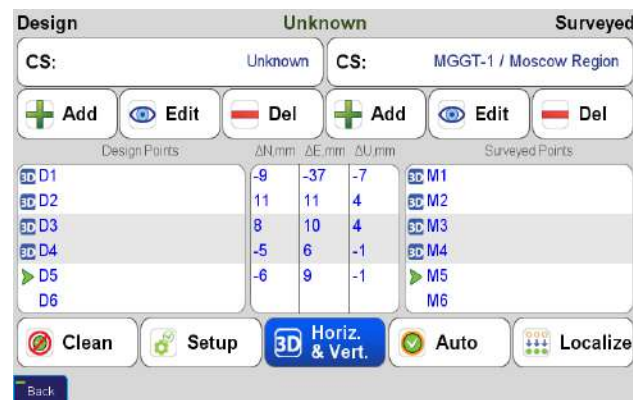 Design Unknown Surveyed
CS: Unknown CS: MGGT-1 / Moscow Region
Add Edit Del Add Edit Del
Design Points ΔN,mm ΔE,mm ΔU,mm Surveyed Points
3D D1 -9 -37 -7 3D M1
3D D2 11 11 4 3D M2
3D D3 8 10 4 3D M3
3D D4 -5 6 -1 3D M4
D5 -6 9 -1 M5
D6 M6
Clean Setup 3D Horiz. & Vert. Auto Localize
Back